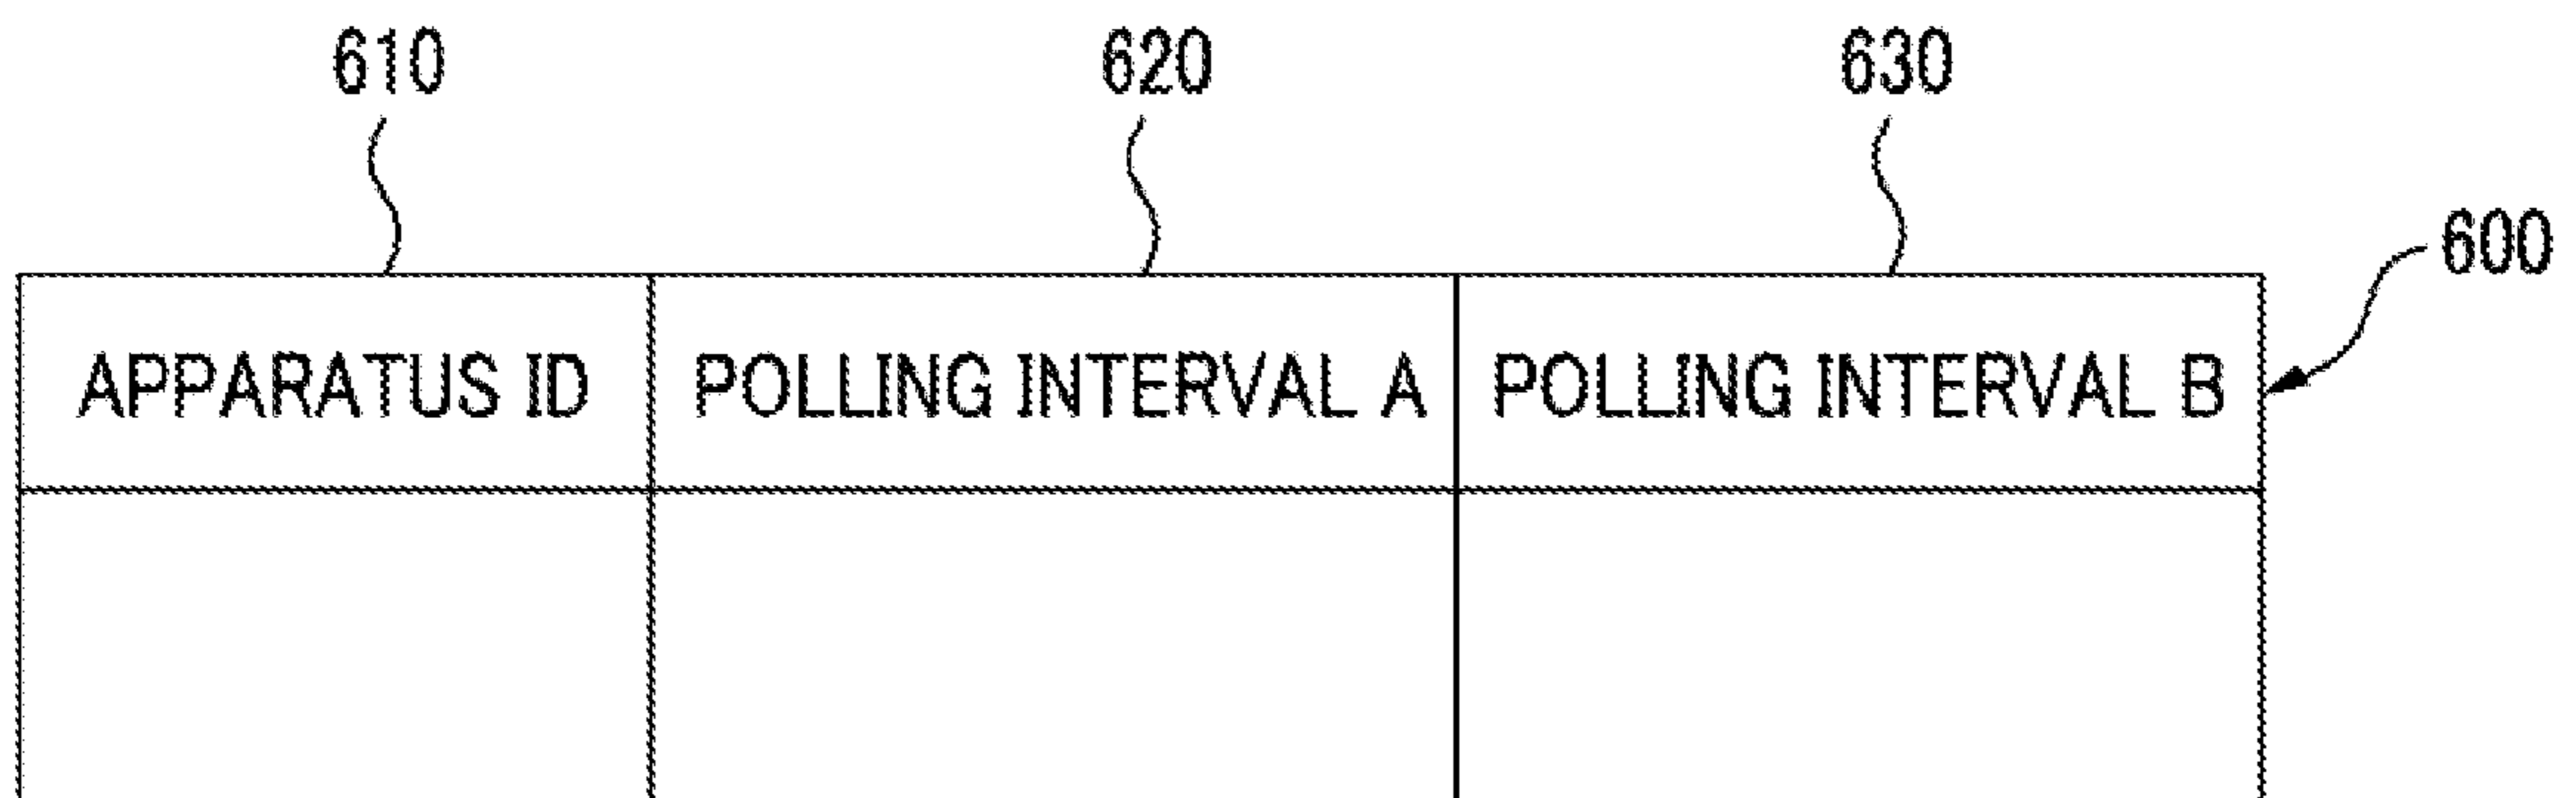 610 620 630
600
APPARATUS ID POLLING INTERVAL A POLLING INTERVAL B